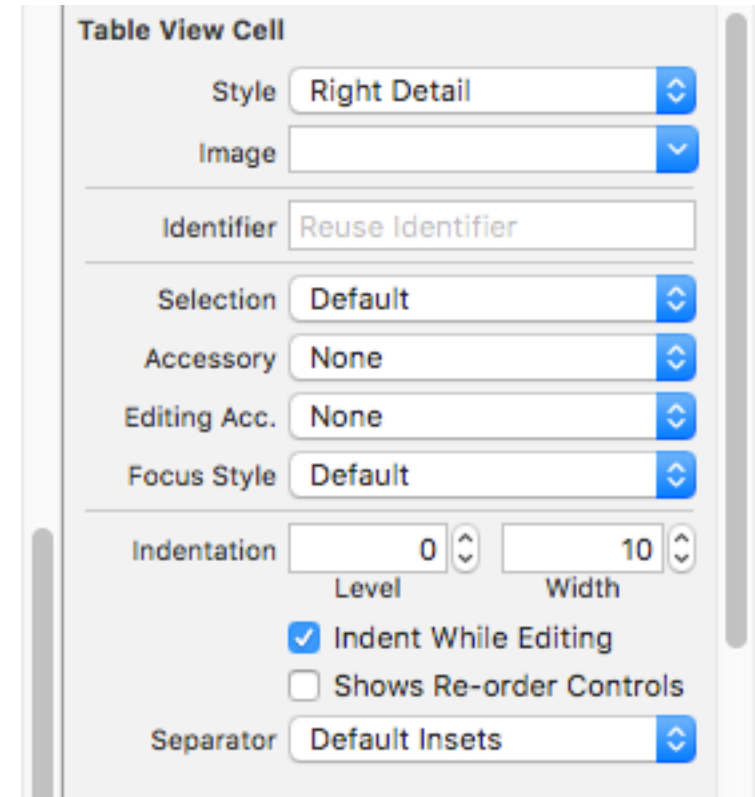 Table View Cell
Style Right Detail
Image
Identifier Reuse Identifier
Selection Default
Accessory None
Editing Acc. None
Focus Style Default
Indentation 0 10
Level Width
Indent While Editing
Shows Re-order Controls
Separator Default Insets